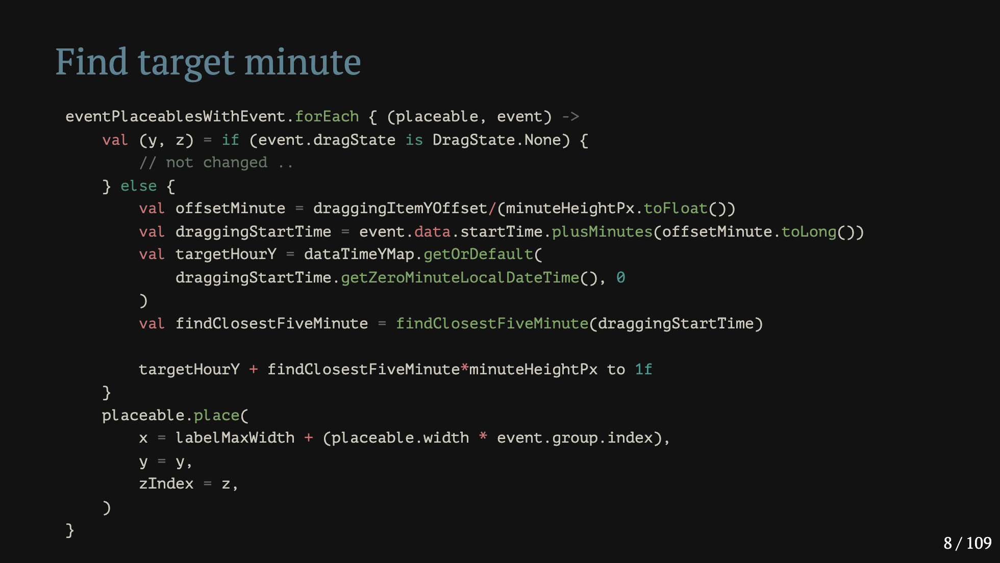 Find target minute
eventPlaceablesWithEvent.forEach { (placeable, event) ->
    val (y, z) = if (event.dragState is DragState.None) {
        // not changed ..
    } else {
        val offsetMinute = draggingItemYOffset/(minuteHeightPx.toFloat())
        val draggingStartTime = event.data.startTime.plusMinutes(offsetMinute.toLong())
        val targetHourY = dataTimeYMap.getOrDefault(
            draggingStartTime.getZeroMinuteLocalDateTime(), 0
        )
        val findClosestFiveMinute = findClosestFiveMinute(draggingStartTime)

        targetHourY + findClosestFiveMinute*minuteHeightPx to 1f
    }
    placeable.place(
        x = labelMaxWidth + (placeable.width * event.group.index),
        y = y,
        zIndex = z,
    )
}
8 / 109